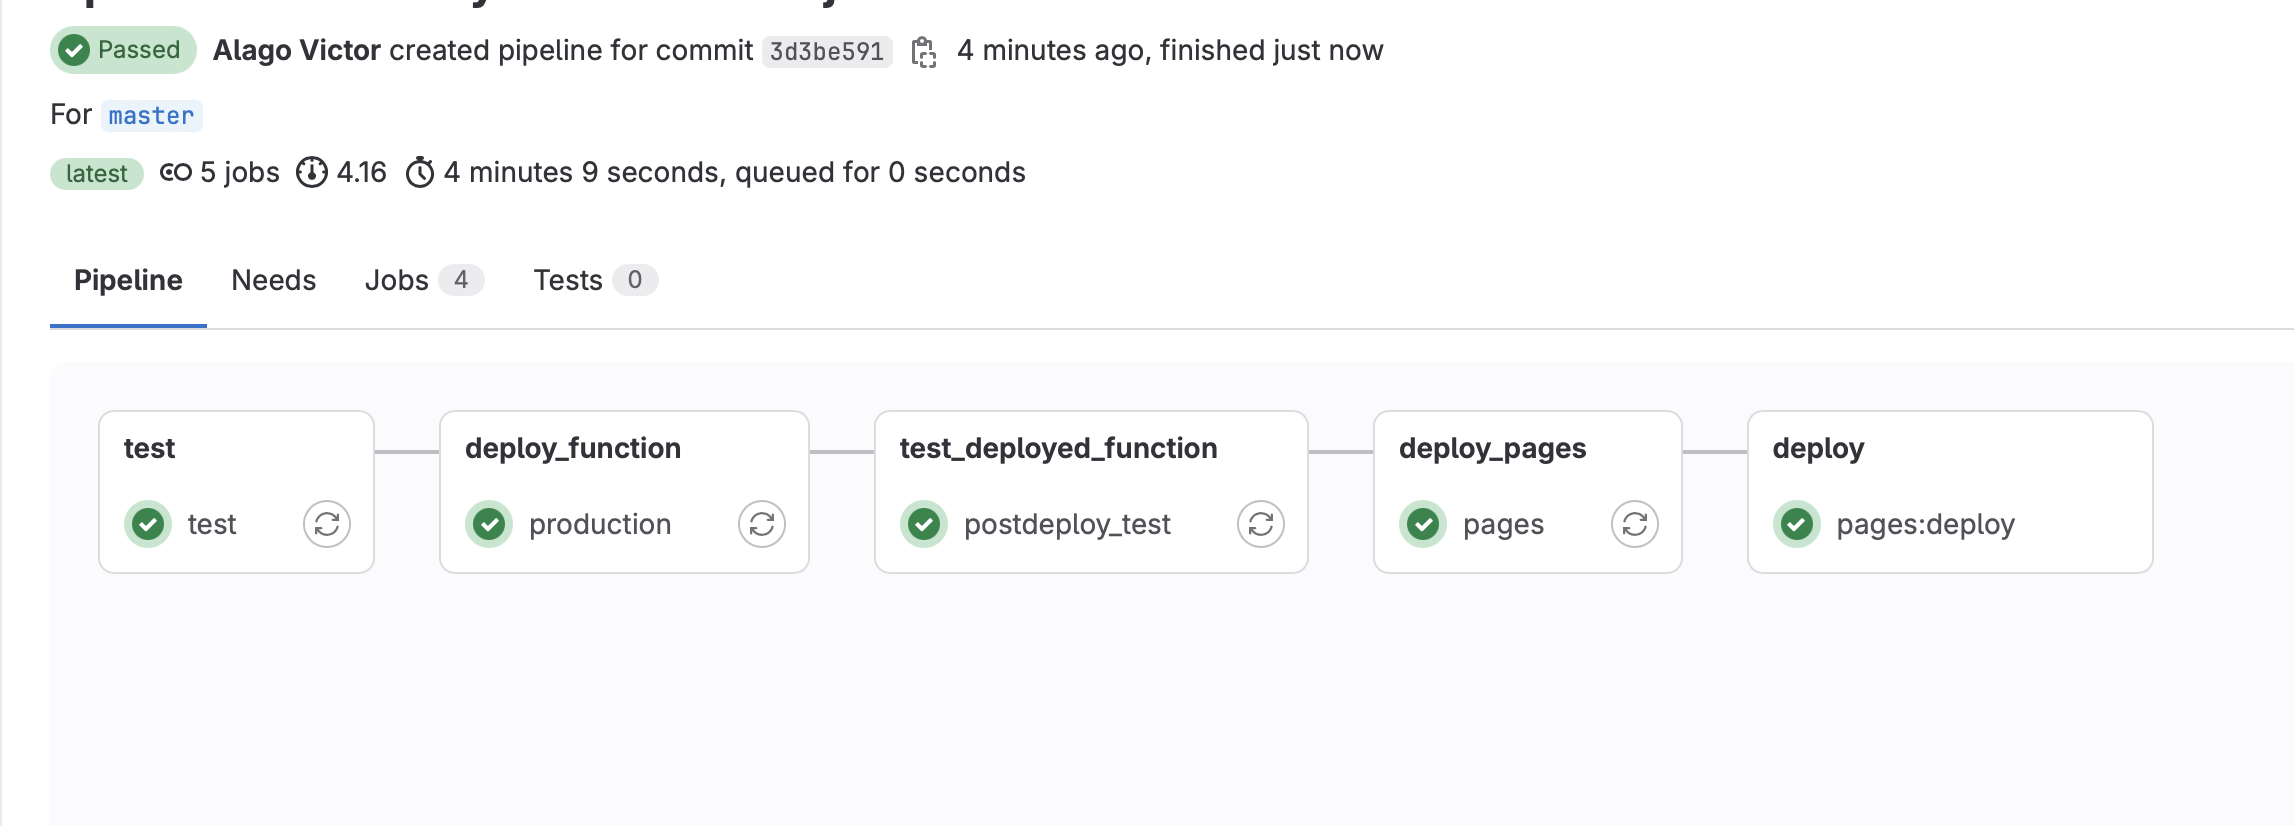 Passed Alago Victor created pipeline for commit 3d3be591 4 minutes ago, finished just now
For master
latest 5 jobs 4.16 4 minutes 9 seconds, queued for 0 seconds
Pipeline Needs Jobs 4 Tests 0
test deploy_function test_deployed_function deploy_pages deploy
test production postdeploy_test pages pages:deploy